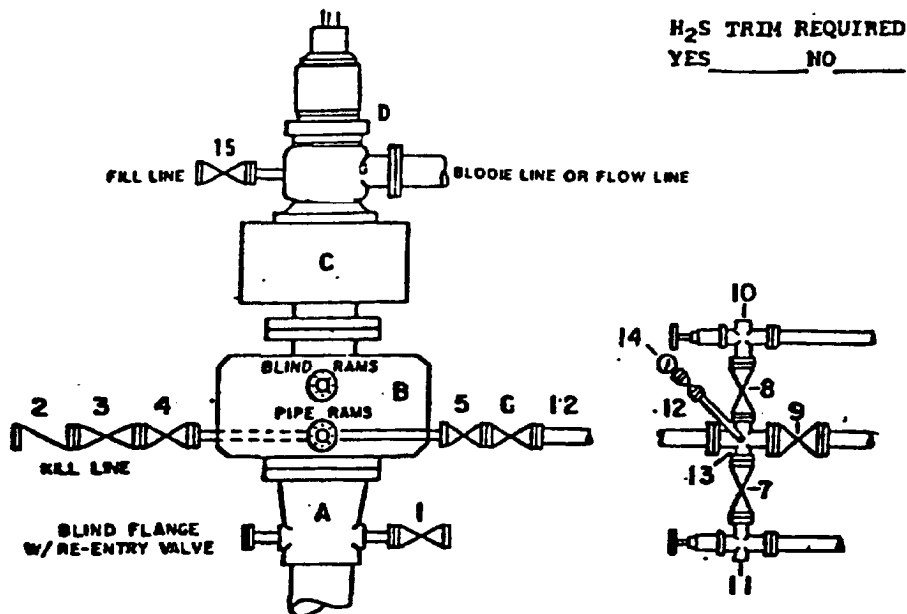 H₂S TRIM REQUIRED
YES NO
D
15
FILL LINE
BLOOIE LINE OR FLOW LINE
C
10
14
BLIND RAMS
B
8
PIPE RAMS
2 3 4
5 6 12
12
9
KILL LINE
13
7
A
1
BLIND FLANGE
W/RE-ENTRY VALVE
11